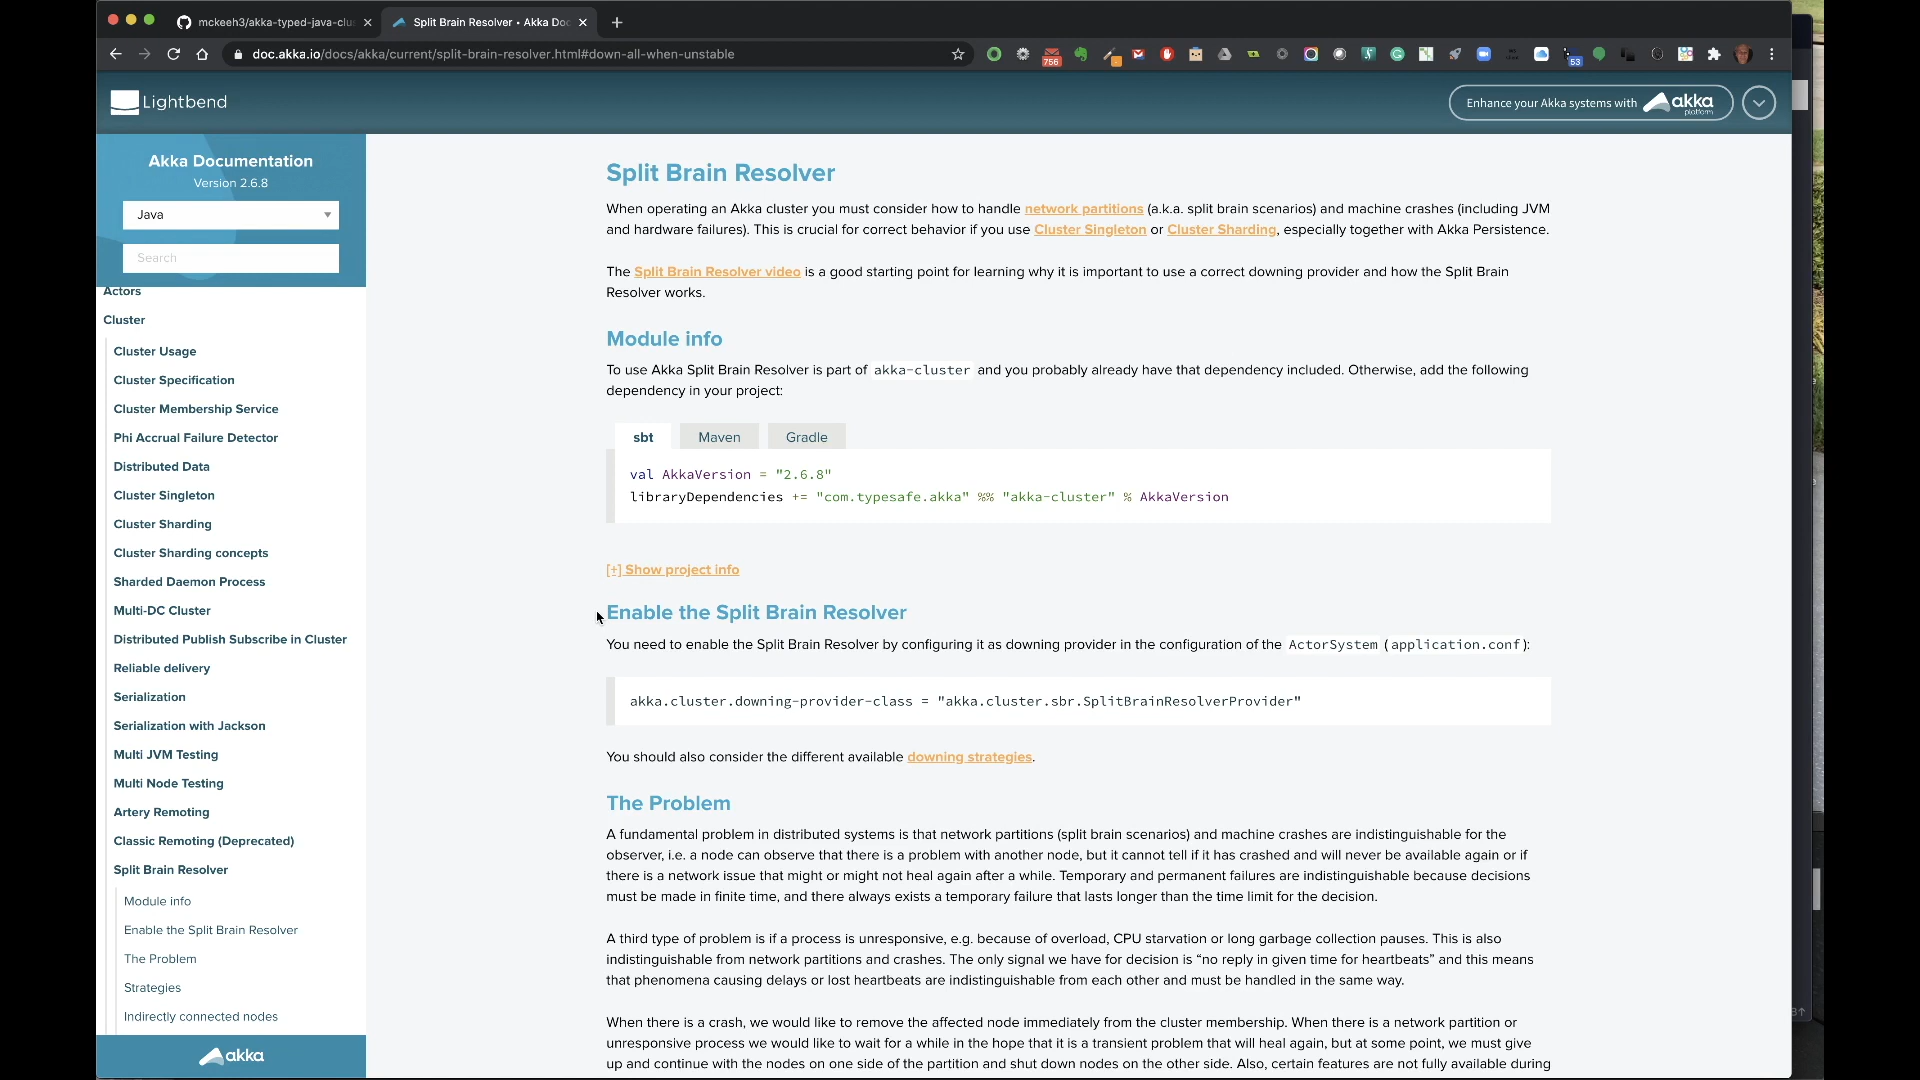 mckeeh3/akka-typed-java-clu
Split Brain Resolver • Akka Doc
doc.akka.io/docs/akka/current/split-brain-resolver.html#down-all-when-unstable
756
53
Lightbend
Enhance your Akka systems with akka platform
Akka Documentation
Version 2.6.8
Java
Search
Actors
Cluster
Cluster Usage
Cluster Specification
Cluster Membership Service
Phi Accrual Failure Detector
Distributed Data
Cluster Singleton
Cluster Sharding
Cluster Sharding concepts
Sharded Daemon Process
Multi-DC Cluster
Distributed Publish Subscribe in Cluster
Reliable delivery
Serialization
Serialization with Jackson
Multi JVM Testing
Multi Node Testing
Artery Remoting
Classic Remoting (Deprecated)
Split Brain Resolver
Module info
Enable the Split Brain Resolver
The Problem
Strategies
Indirectly connected nodes
akka
Split Brain Resolver
When operating an Akka cluster you must consider how to handle network partitions (a.k.a. split brain scenarios) and machine crashes (including JVM
and hardware failures). This is crucial for correct behavior if you use Cluster Singleton or Cluster Sharding, especially together with Akka Persistence.
The Split Brain Resolver video is a good starting point for learning why it is important to use a correct downing provider and how the Split Brain
Resolver works.
Module info
To use Akka Split Brain Resolver is part of akka-cluster and you probably already have that dependency included. Otherwise, add the following
dependency in your project:
sbt Maven Gradle
val AkkaVersion = "2.6.8"
libraryDependencies += "com.typesafe.akka" %% "akka-cluster" % AkkaVersion
[+] Show project info
Enable the Split Brain Resolver
You need to enable the Split Brain Resolver by configuring it as downing provider in the configuration of the ActorSystem (application.conf):
akka.cluster.downing-provider-class = "akka.cluster.sbr.SplitBrainResolverProvider"
You should also consider the different available downing strategies.
The Problem
A fundamental problem in distributed systems is that network partitions (split brain scenarios) and machine crashes are indistinguishable for the
observer, i.e. a node can observe that there is a problem with another node, but it cannot tell if it has crashed and will never be available again or if
there is a network issue that might or might not heal again after a while. Temporary and permanent failures are indistinguishable because decisions
must be made in finite time, and there always exists a temporary failure that lasts longer than the time limit for the decision.
A third type of problem is if a process is unresponsive, e.g. because of overload, CPU starvation or long garbage collection pauses. This is also
indistinguishable from network partitions and crashes. The only signal we have for decision is “no reply in given time for heartbeats” and this means
that phenomena causing delays or lost heartbeats are indistinguishable from each other and must be handled in the same way.
When there is a crash, we would like to remove the affected node immediately from the cluster membership. When there is a network partition or
unresponsive process we would like to wait for a while in the hope that it is a transient problem that will heal again, but at some point, we must give
up and continue with the nodes on one side of the partition and shut down nodes on the other side. Also, certain features are not fully available during